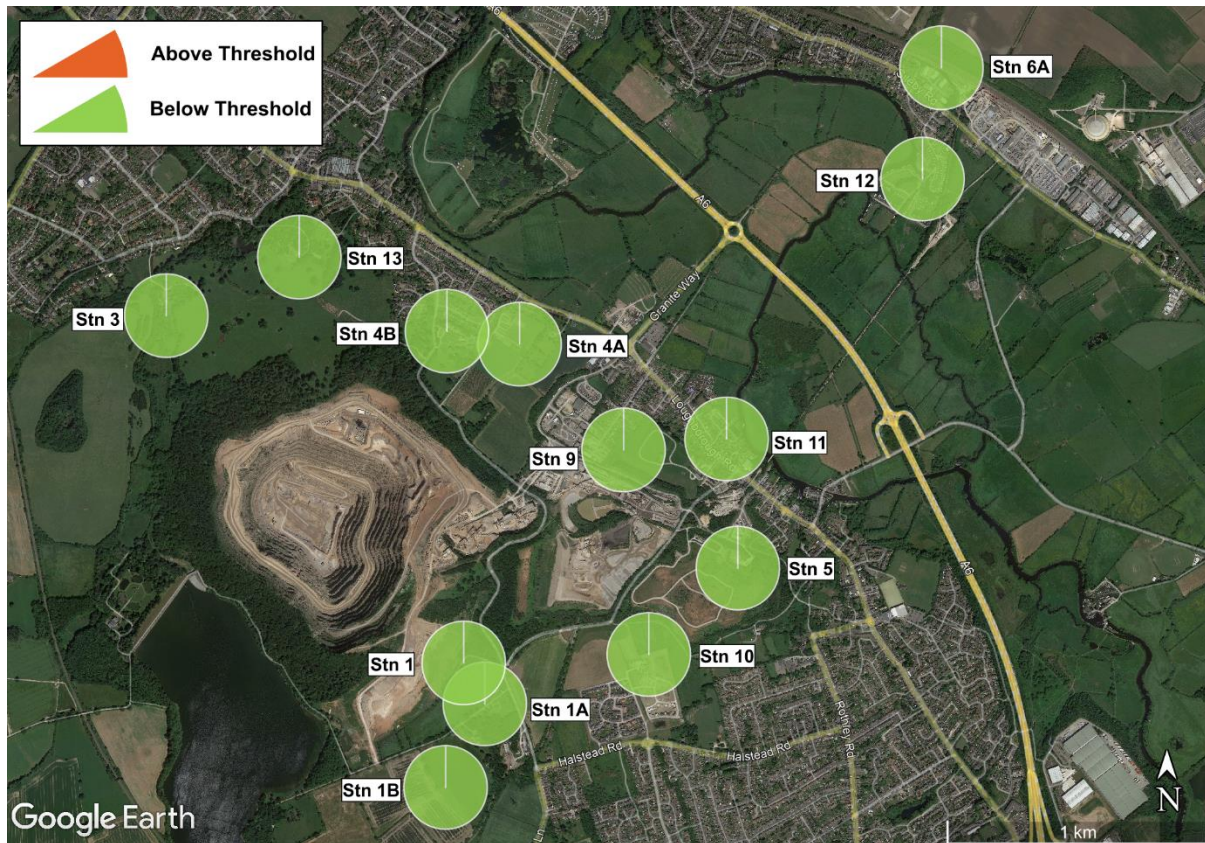 Above Threshold
Below Threshold
Stn 6A
Stn 12
A6
Stn 13
Stn 3
Granite Way
Stn 4B
Stn 4A
Stn 11
Stn 9
Stn 5
A6
Stn 1
Stn 10
Stn 1A
Rothley Rd
Halstead Rd
Halstead Rd
Stn 1B
Ln
Google Earth
N
1 km